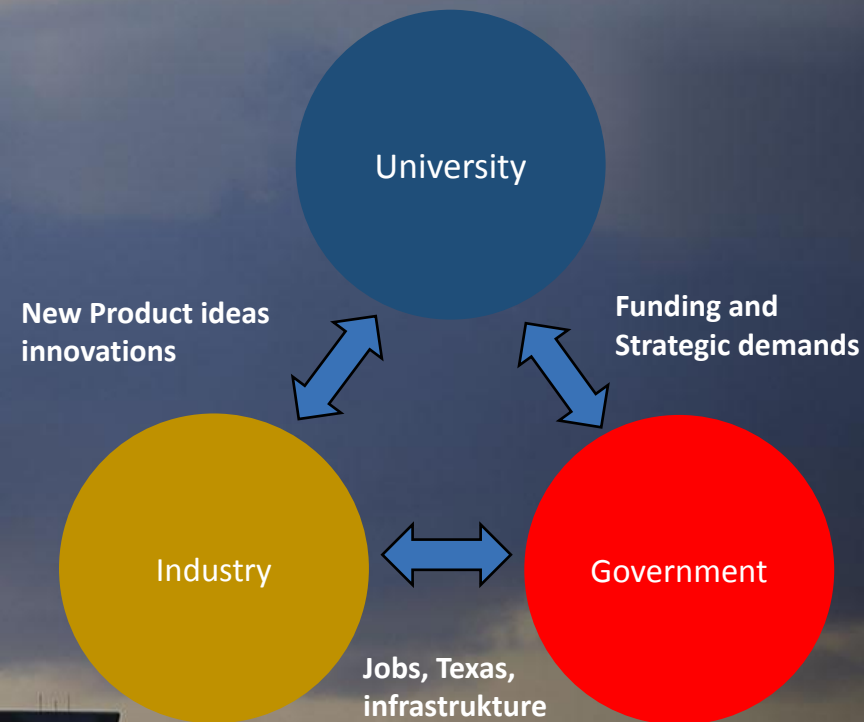 University
New Product ideas
innovations
Funding and
Strategic demands
Industry
Government
Jobs, Texas,
infrastrukture